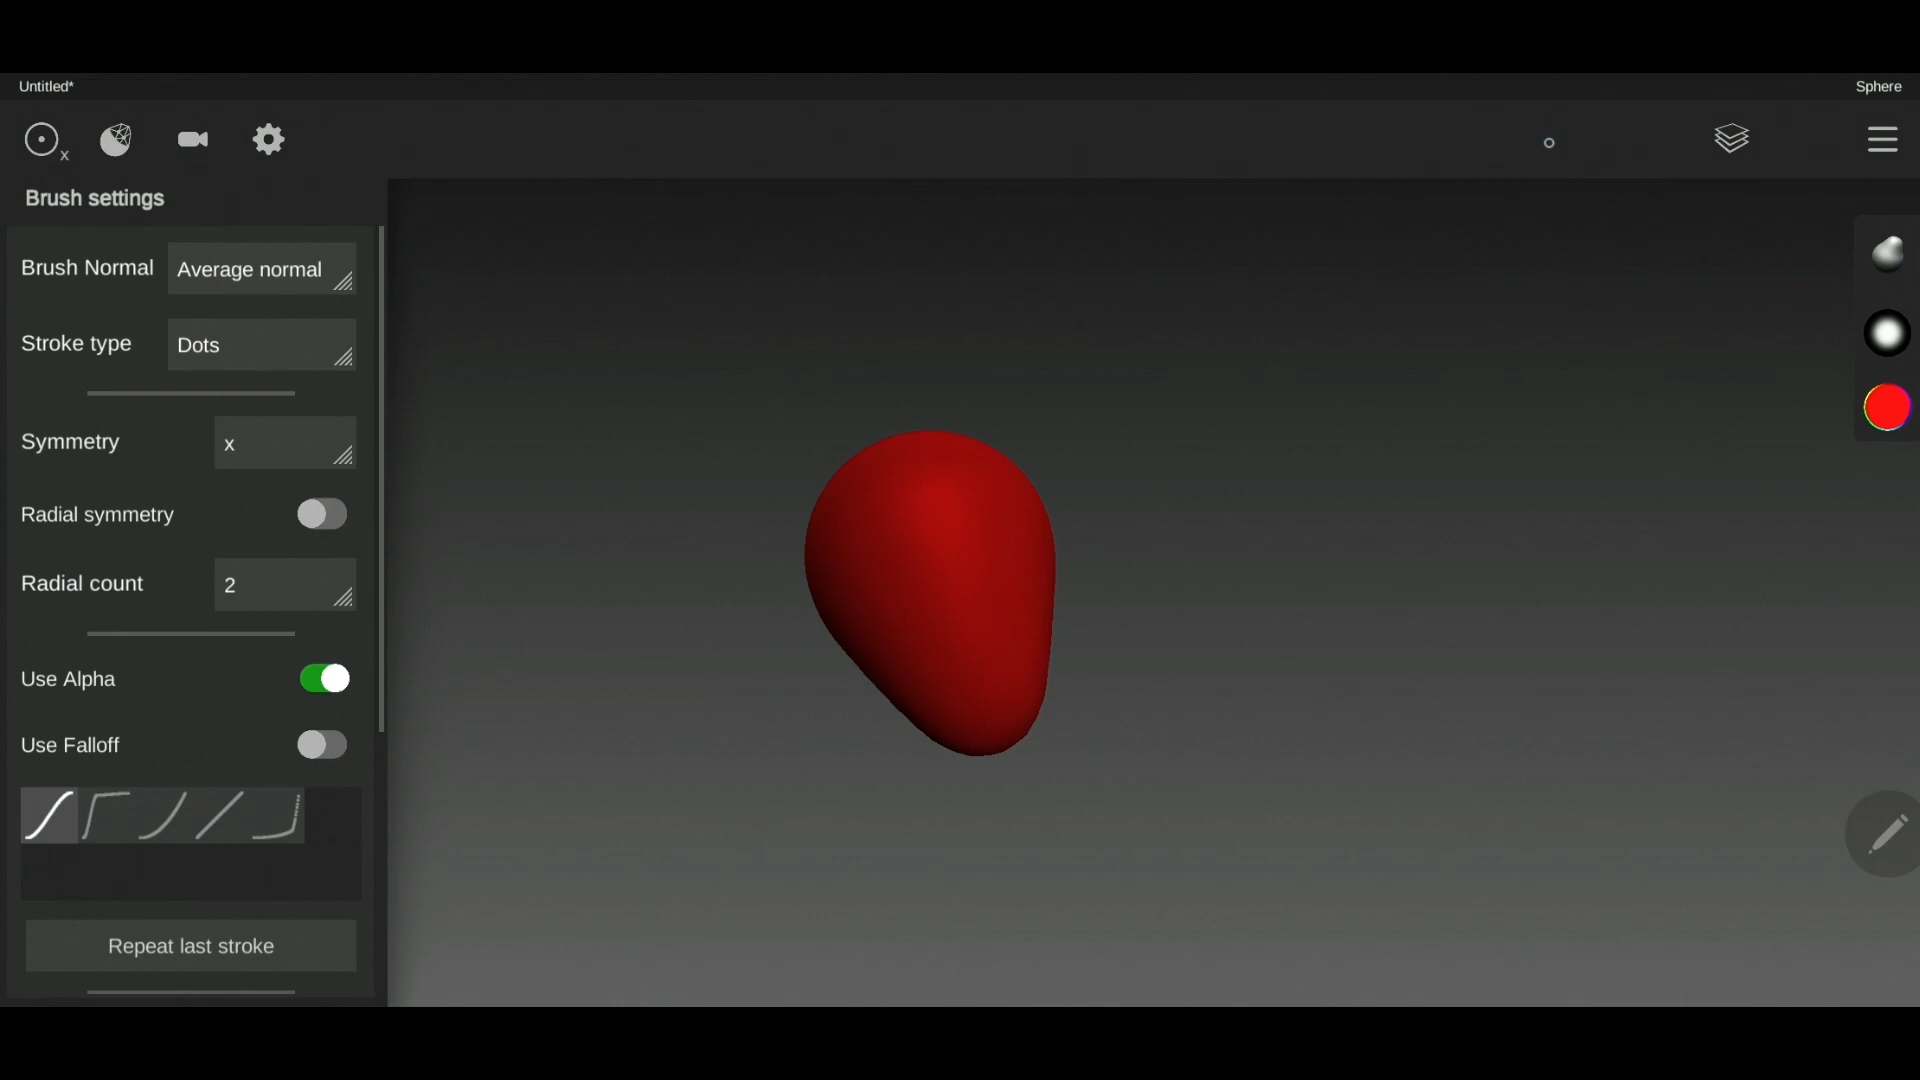 Untitled*
Sphere
x
Brush settings
Brush Normal
Average normal
Stroke type
Dots
Symmetry
x
Radial symmetry
Radial count
2
Use Alpha
Use Falloff
Repeat last stroke